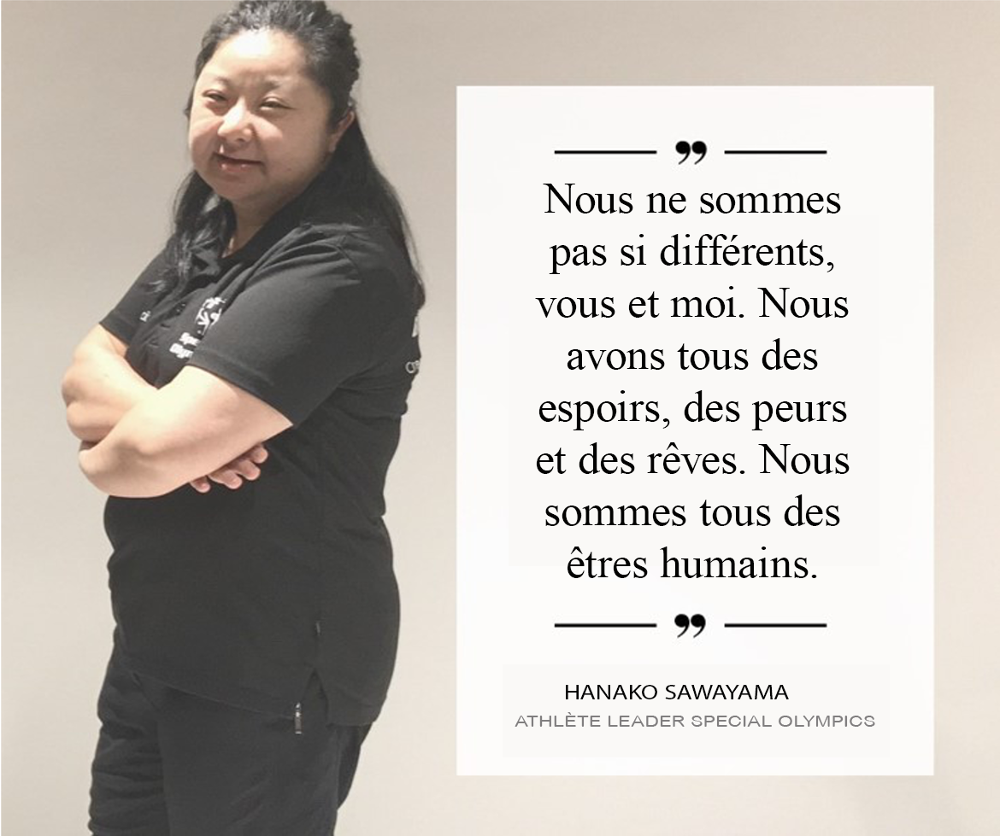 Nous ne sommes
pas si différents,
vous et moi. Nous
avons tous des
espoirs, des peurs
et des rêves. Nous
sommes tous des
êtres humains.
HANAKO SAWAYAMA
ATHLÈTE LEADER SPECIAL OLYMPICS